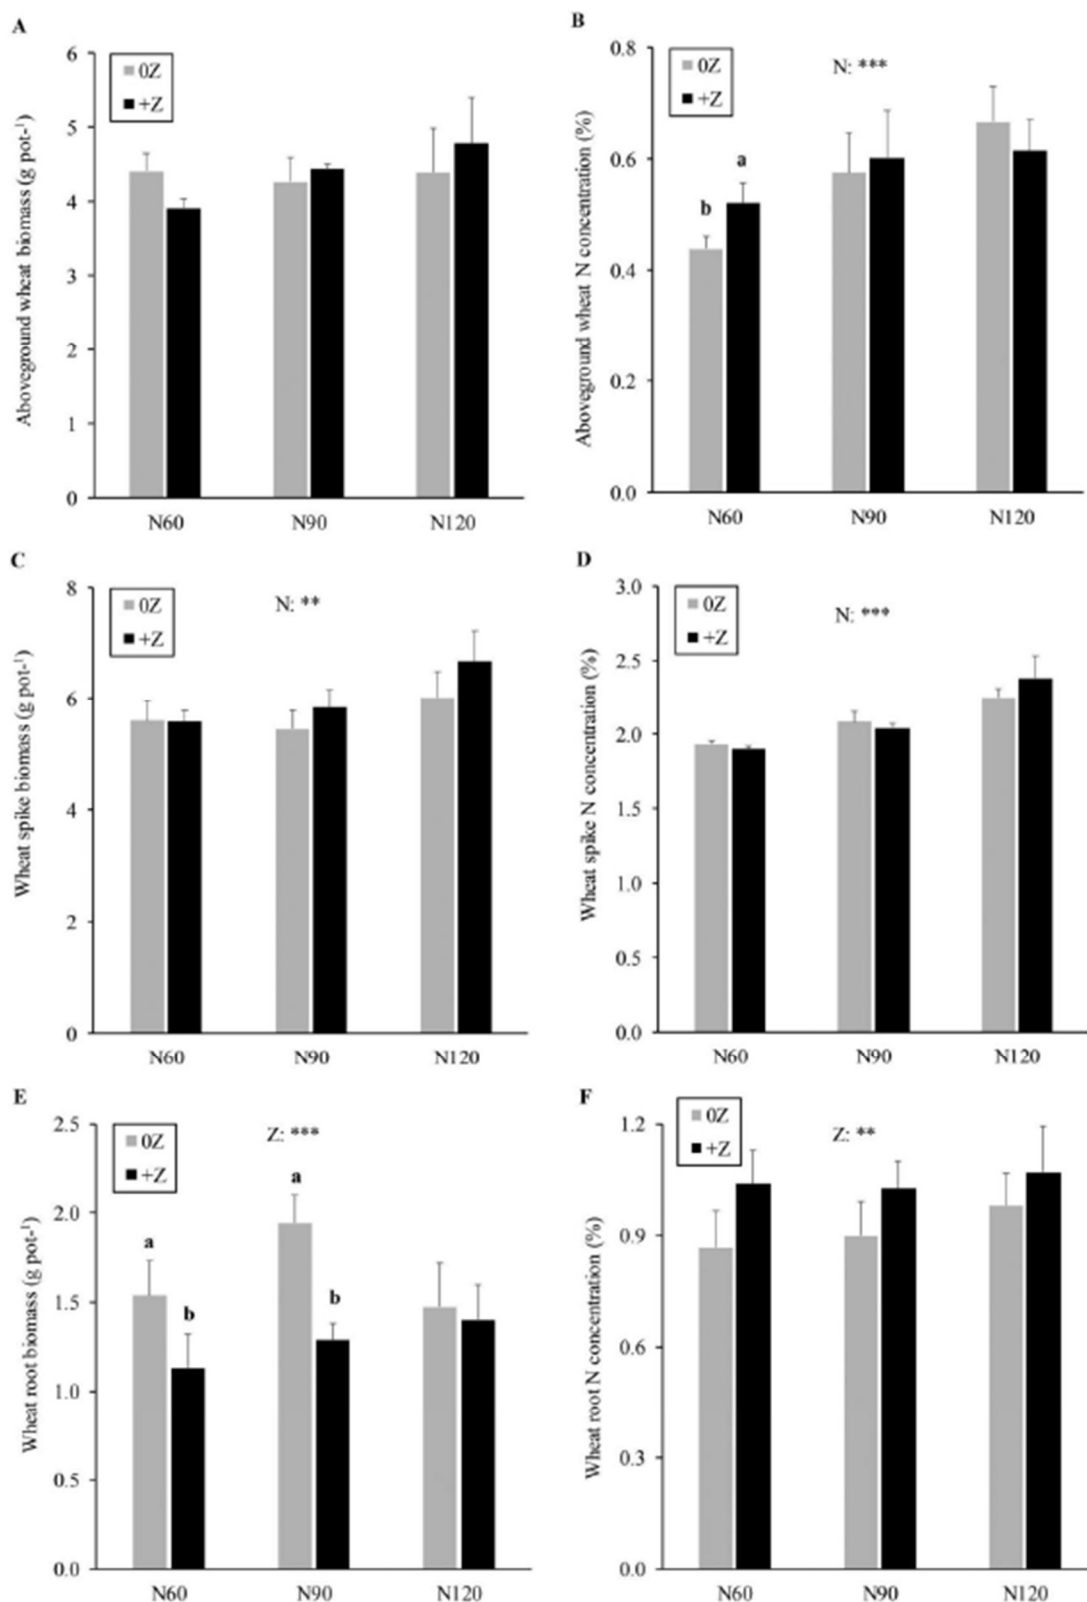 A
Aboveground wheat biomass (g pot-¹)
6
5
4
3
2
1
0
0Z
+Z
N60
N90
N120
B
Aboveground wheat N concentration (%)
0.8
0.6
0.4
0.2
0.0
0Z
+Z
N: ***
b
a
N60
N90
N120
C
Wheat spike biomass (g pot-¹)
8
6
4
2
0
0Z
+Z
N: **
N60
N90
N120
D
Wheat spike N concentration (%)
3.0
2.5
2.0
1.5
1.0
0.5
0.0
0Z
+Z
N: ***
N60
N90
N120
E
Wheat root biomass (g pot-¹)
2.5
2.0
1.5
1.0
0.5
0.0
0Z
+Z
Z: ***
a
b
a
b
N60
N90
N120
F
Wheat root N concentration (%)
1.2
0.9
0.6
0.3
0.0
0Z
+Z
Z: **
N60
N90
N120